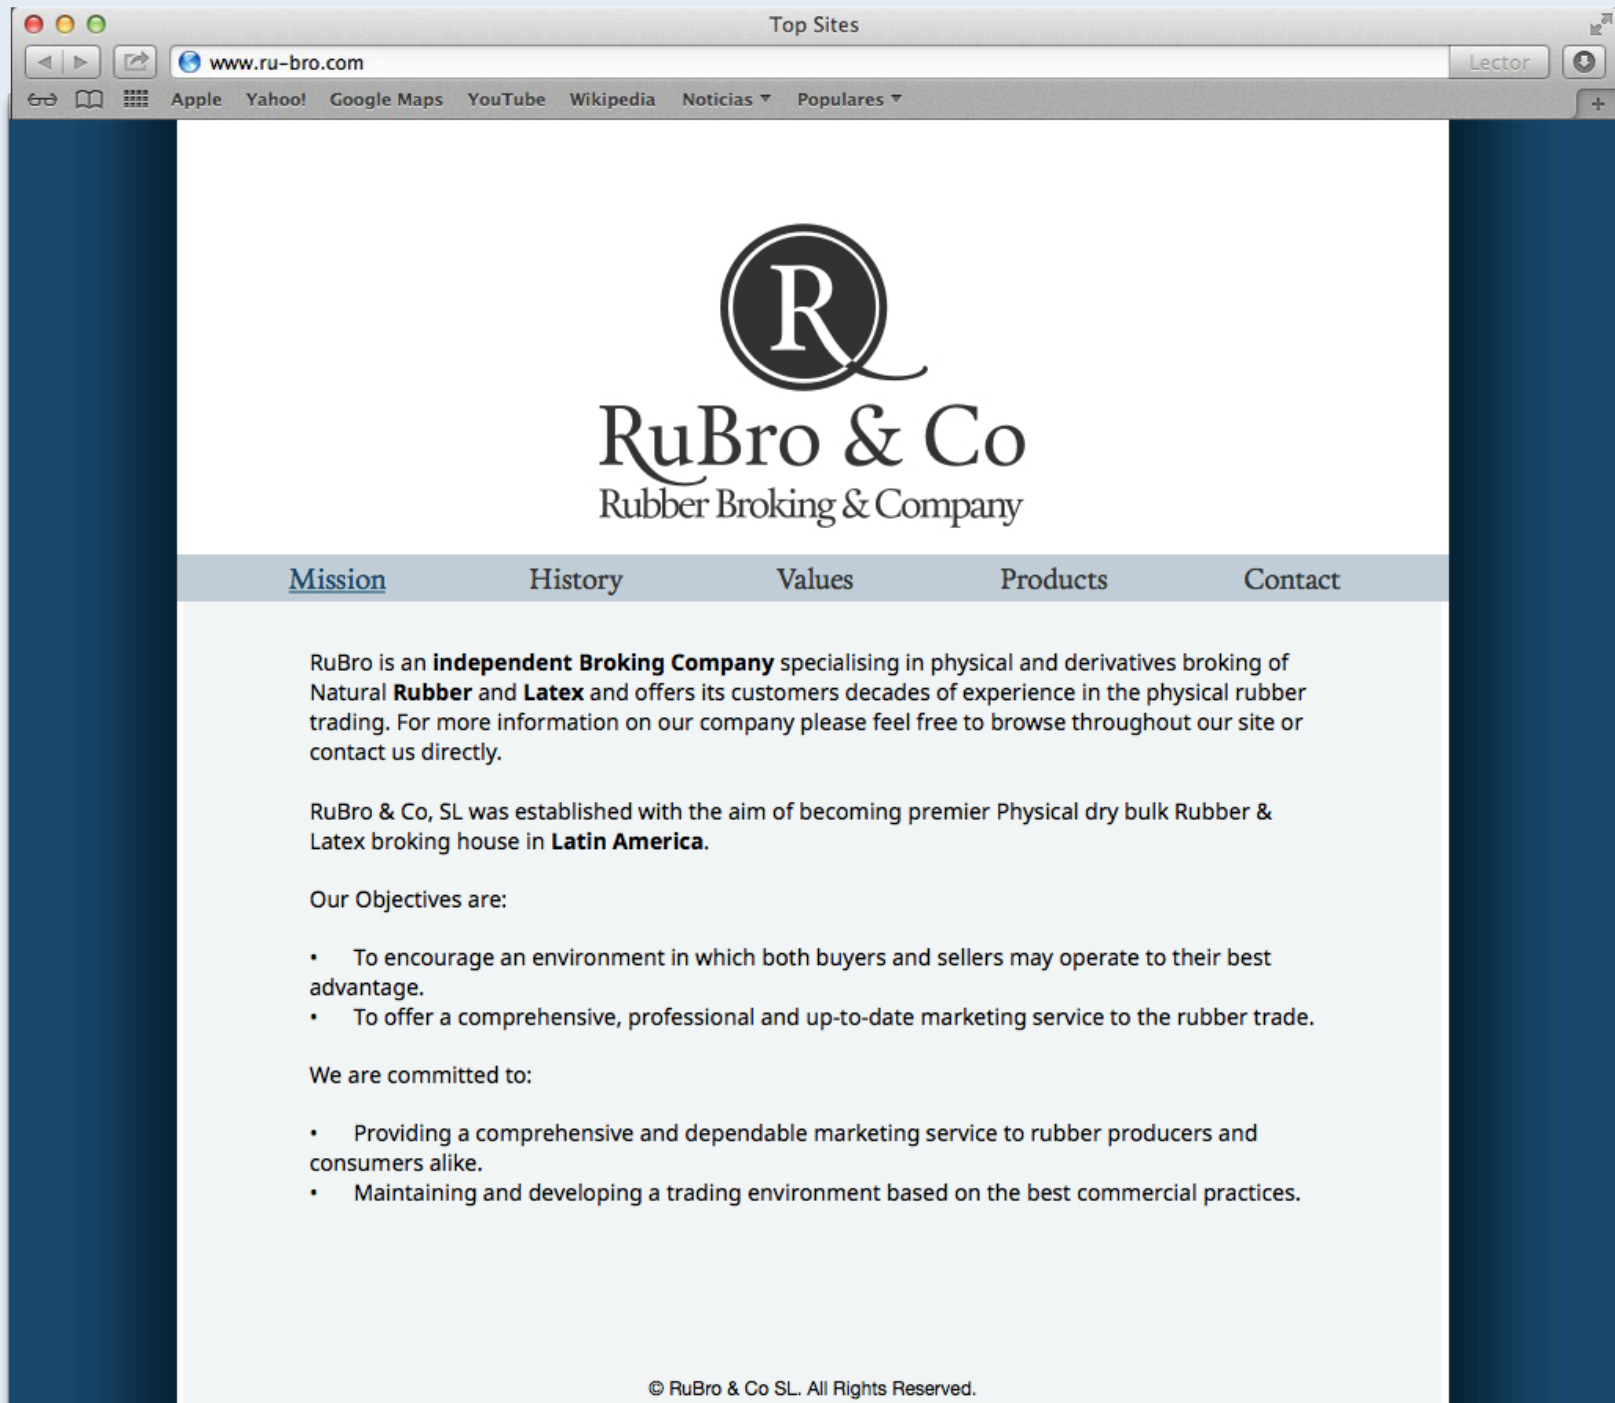 Top Sites
www.ru-bro.com
Lector
Apple Yahoo! Google Maps YouTube Wikipedia Noticias Populares
R
RuBro & Co
Rubber Broking & Company
Mission History Values Products Contact
RuBro is an independent Broking Company specialising in physical and derivatives broking of
Natural Rubber and Latex and offers its customers decades of experience in the physical rubber
trading. For more information on our company please feel free to browse throughout our site or
contact us directly.
RuBro & Co, SL was established with the aim of becoming premier Physical dry bulk Rubber &
Latex broking house in Latin America.
Our Objectives are:
• To encourage an environment in which both buyers and sellers may operate to their best
advantage.
• To offer a comprehensive, professional and up-to-date marketing service to the rubber trade.
We are committed to:
• Providing a comprehensive and dependable marketing service to rubber producers and
consumers alike.
• Maintaining and developing a trading environment based on the best commercial practices.
© RuBro & Co SL. All Rights Reserved.